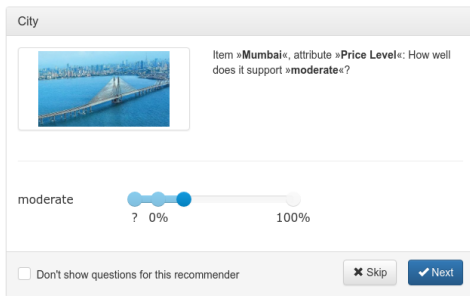 City
Item »Mumbai«, attribute »Price Level«: How well
does it support »moderate«?
moderate
? 0% 100%
Don't show questions for this recommender
✖ Skip
✔ Next